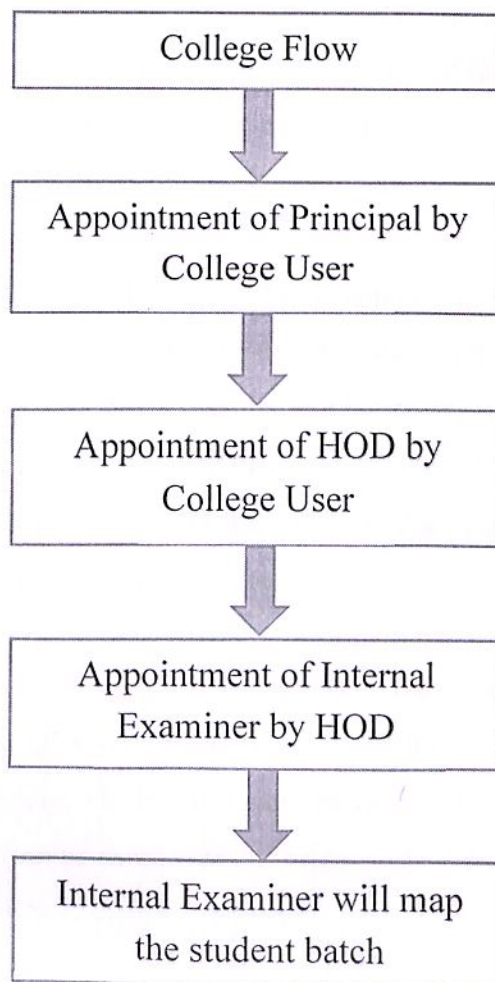 College Flow
Appointment of Principal by
College User
Appointment of HOD by
College User
Appointment of Internal
Examiner by HOD
Internal Examiner will map
the student batch